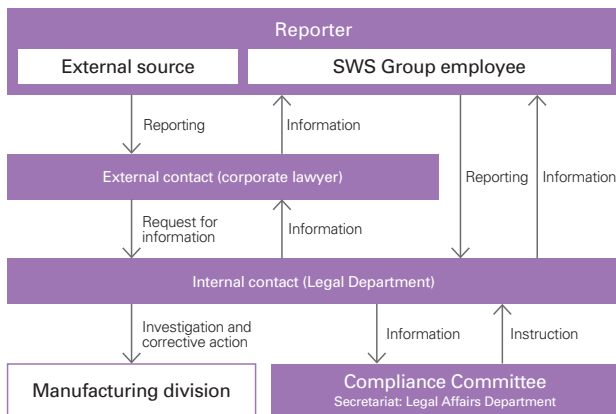 Reporter
External source
SWS Group employee
Reporting
Information
External contact (corporate lawyer)
Reporting
Information
Request for
information
Information
Internal contact (Legal Department)
Investigation and
corrective action
Information
Instruction
Manufacturing division
Compliance Committee
Secretariat: Legal Affairs Department